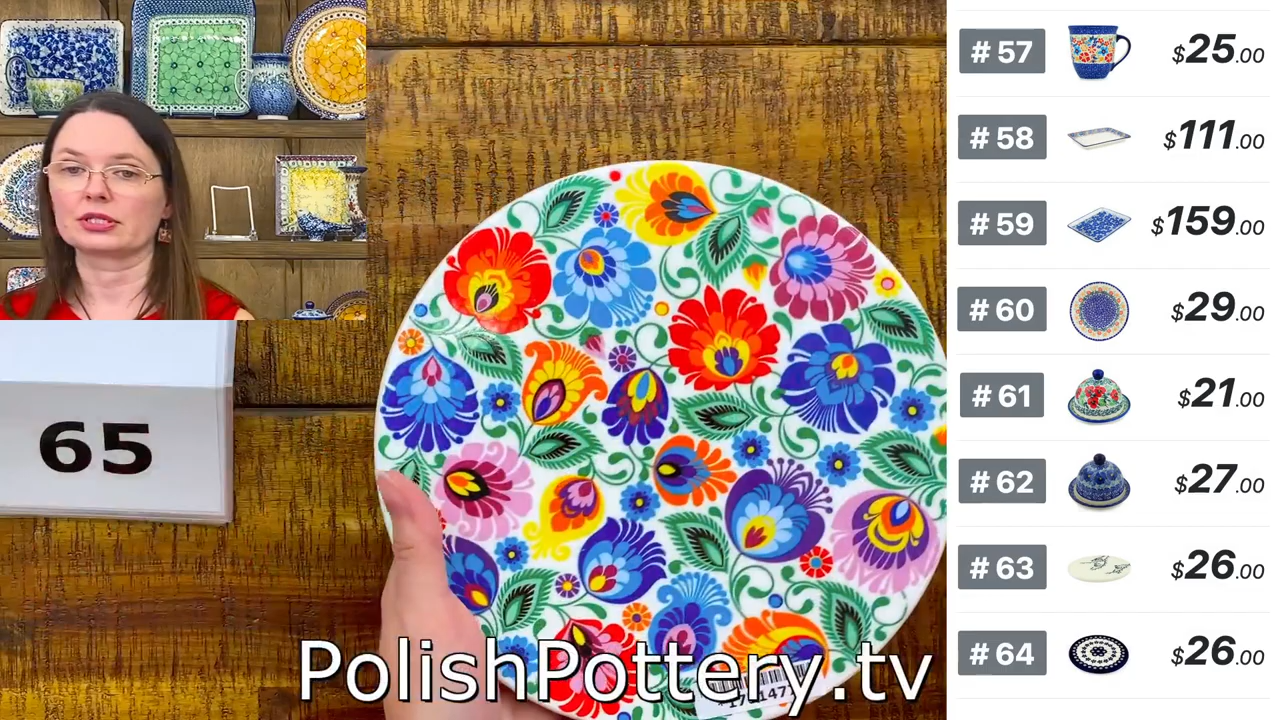 65
PolishPottery.tv
# 57 $25.00
# 58 $111.00
# 59 $159.00
# 60 $29.00
# 61 $21.00
# 62 $27.00
# 63 $26.00
# 64 $26.00